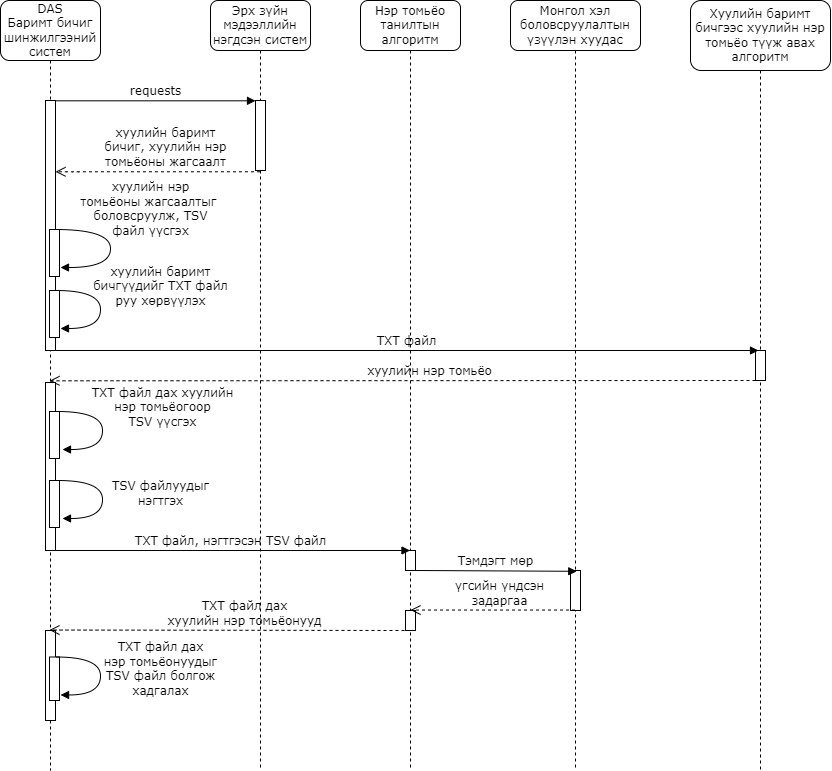 DAS
Баримт бичиг
шинжилгээний
систем
Эрх зүйн
мэдээллийн
нэгдсэн систем
Нэр томьёо
танилтын
алгоритм
Монгол хэл
боловсруулалтын
үзүүлэн хуудас
Хуулийн баримт
бичгээс хуулийн нэр
томьёо түүж авах
алгоритм
requests
хуулийн баримт
бичиг, хуулийн нэр
томьёоны жагсаалт
хуулийн нэр
томьёоны жагсаалтыг
боловсруулж, TSV
файл үүсгэх
хуулийн баримт
бичгүүдийг TXT файл
руу хөрвүүлэх
TXT файл
хуулийн нэр томьёо
TXT файл дах хуулийн
нэр томьёогоор
TSV үүсгэх
TSV файлуудыг
нэгтгэх
TXT файл, нэгтгэсэн TSV файл
Тэмдэгт мөр
үгсийн үндсэн
задаргаа
TXT файл дах
хуулийн нэр томьёонууд
TXT файл дах
нэр томьёонуудыг
TSV файл болгож
хадгалах